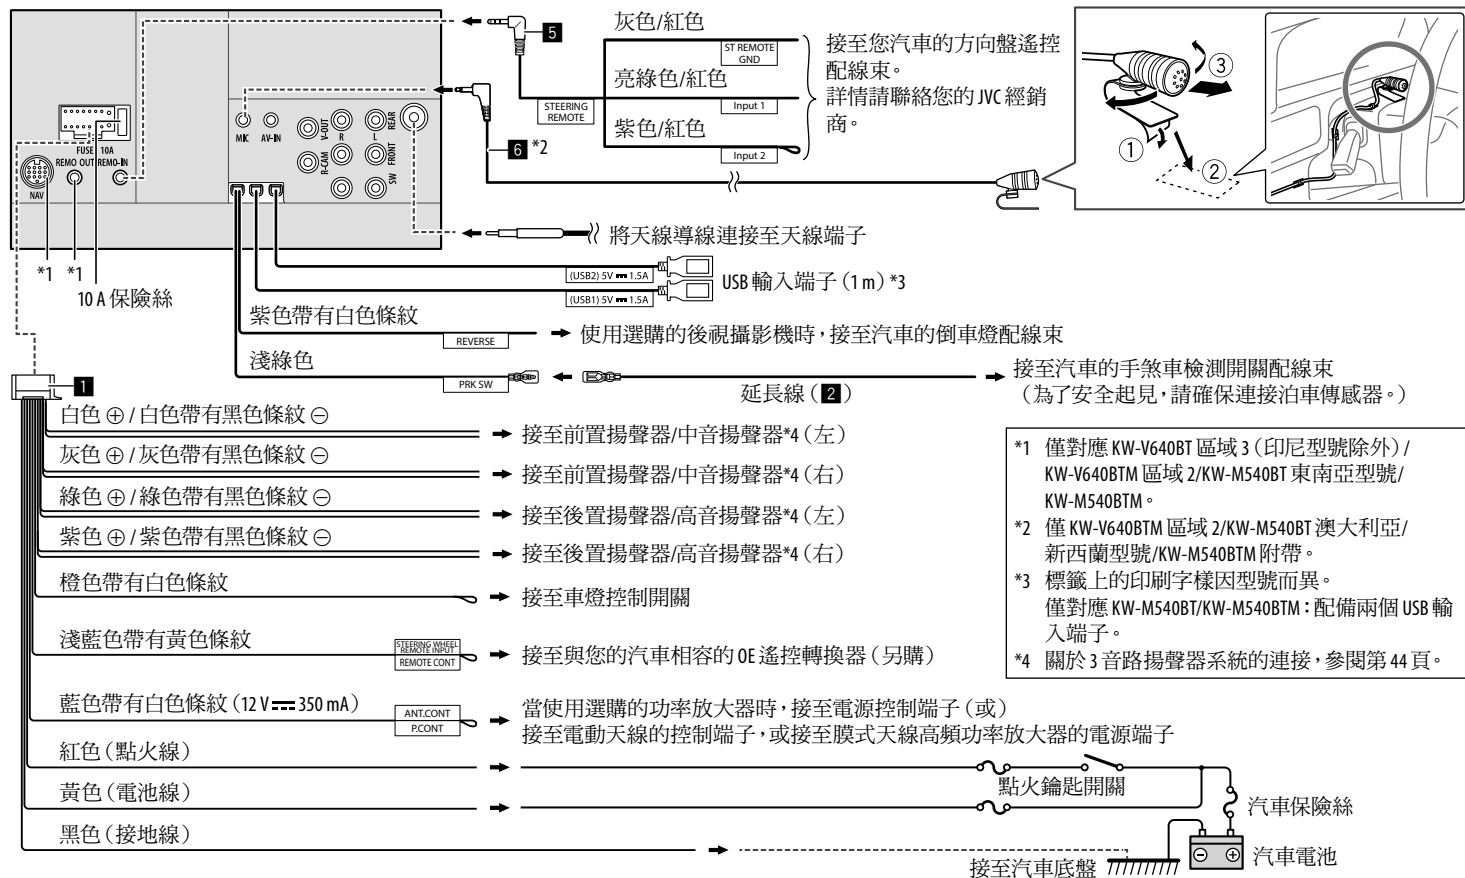 灰色/紅色
ST REMOTE
GND
亮綠色/紅色
STEERING
REMOTE
Input 1
紫色/紅色
Input 2
接至您汽車的方向盤遙控
配線束。
詳情請聯絡您的 JVC 經銷
商。
5
6 *2
①
②
③
MIC
AV-IN
V-OUT
R-CAM
R
L
REAR
FRONT
SW
FUSE 10A
REMO OUT
REMO-IN
NAV
*1
*1
10 A 保險絲
將天線導線連接至天線端子
(USB2) 5V ⎓ 1.5A
(USB1) 5V ⎓ 1.5A
USB 輸入端子 (1 m) *3
紫色帶有白色條紋
REVERSE
使用選購的後視攝影機時,接至汽車的倒車燈配線束
淺綠色
PRK SW
延長線 (2)
接至汽車的手煞車檢測開關配線束
(為了安全起見,請確保連接泊車傳感器。)
1
白色 ⊕ / 白色帶有黑色條紋 ⊖
接至前置揚聲器/中音揚聲器*4 (左)
灰色 ⊕ / 灰色帶有黑色條紋 ⊖
接至前置揚聲器/中音揚聲器*4 (右)
綠色 ⊕ / 綠色帶有黑色條紋 ⊖
接至後置揚聲器/高音揚聲器*4 (左)
紫色 ⊕ / 紫色帶有黑色條紋 ⊖
接至後置揚聲器/高音揚聲器*4 (右)
橙色帶有白色條紋
接至車燈控制開關
淺藍色帶有黃色條紋
STEERING WHEEL
REMOTE INPUT
REMOTE CONT
接至與您的汽車相容的 OE 遙控轉換器 (另購)
藍色帶有白色條紋 (12 V ⎓ 350 mA)
ANT.CONT
P.CONT
當使用選購的功率放大器時,接至電源控制端子 (或)
接至電動天線的控制端子,或接至膜式天線高頻功率放大器的電源端子
紅色 (點火線)
點火鑰匙開關
黃色 (電池線)
汽車保險絲
黑色 (接地線)
接至汽車底盤
汽車電池
*1 僅對應 KW-V640BT 區域 3 (印尼型號除外) /
KW-V640BTM 區域 2/KW-M540BT 東南亞型號/
KW-M540BTM。
*2 僅 KW-V640BTM 區域 2/KW-M540BT 澳大利亞/
新西蘭型號/KW-M540BTM 附帶。
*3 標籤上的印刷字樣因型號而異。
僅對應 KW-M540BT/KW-M540BTM:配備兩個 USB 輸
入端子。
*4 關於 3 音路揚聲器系統的連接,參閱第 44 頁。